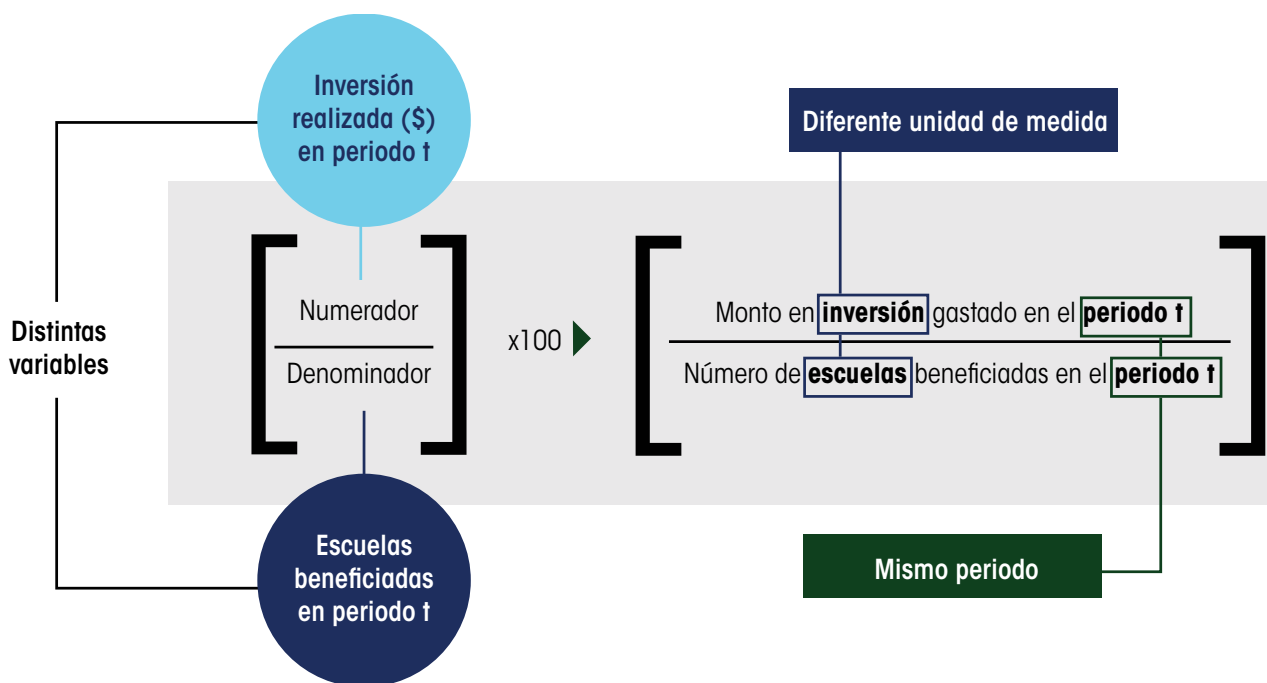 Inversión
realizada ($)
en periodo t
Diferente unidad de medida
Distintas
variables
Numerador
Denominador
x100
Monto en inversión gastado en el periodo t
Número de escuelas beneficiadas en el periodo t
Escuelas
beneficiadas
en periodo t
Mismo periodo